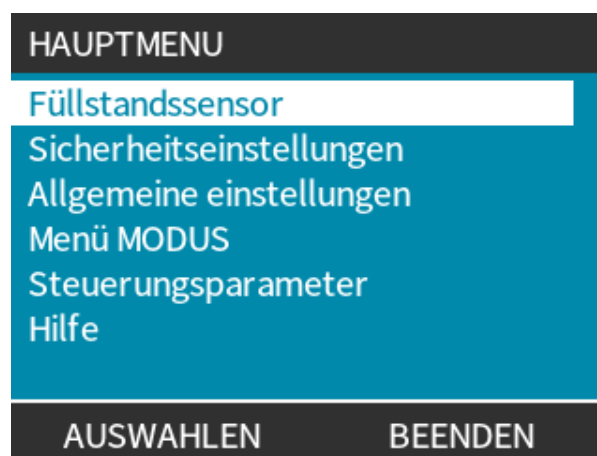 HAUPTMENU
Füllstandssensor
Sicherheitseinstellungen
Allgemeine einstellungen
Menü MODUS
Steuerungsparameter
Hilfe
AUSWAHLEN BEENDEN